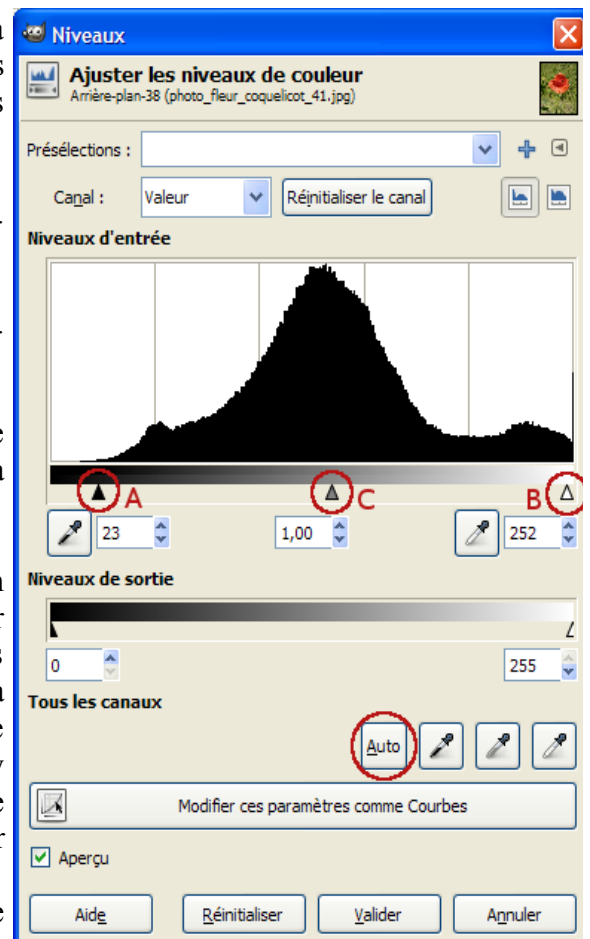 Niveaux
Ajuster les niveaux de couleur
Arrière-plan-38 (photo_fleur_coquelicot_41.jpg)
Présélections :
Canal : Valeur Réinitialiser le canal
Niveaux d'entrée
A C B
23 1,00 252
Niveaux de sortie
0 255
Tous les canaux
Auto
Modifier ces paramètres comme Courbes
Aperçu
Aide Réinitialiser Valider Annuler